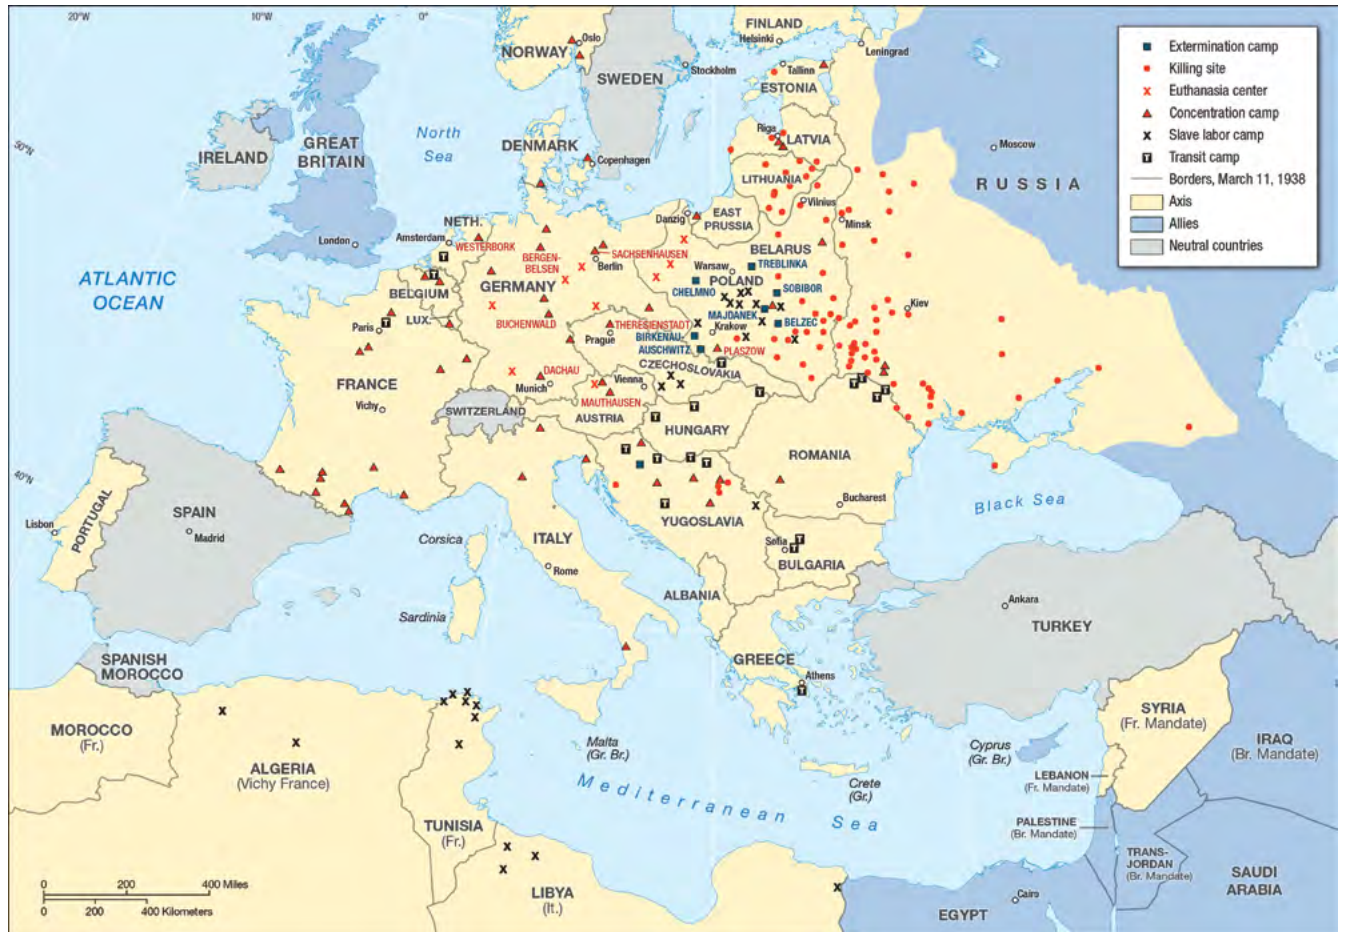 20°W
10°W
0°
50°N
40°N
FINLAND
Helsinki
Leningrad
NORWAY
Oslo
SWEDEN
Stockholm
Tallinn
ESTONIA
Riga
LATVIA
LITHUANIA
Vilnius
Moscow
RUSSIA
Minsk
North
Sea
DENMARK
Copenhagen
IRELAND
GREAT
BRITAIN
London
NETH.
Amsterdam
WESTERBORK
Danzig
EAST
PRUSSIA
BELARUS
BERGEN-
BELSEN
SACHSENHAUSEN
Berlin
Warsaw
TREBLINKA
POLAND
CHELMNO
SOBIBOR
MAJDANEK
BELZEC
Krakow
Kiev
ATLANTIC
OCEAN
BELGIUM
GERMANY
LUX.
Paris
BUCHENWALD
THERESIENSTADT
Prague
BIRKENAU-
AUSCHWITZ
PLASZOW
CZECHOSLOVAKIA
FRANCE
Vichy
DACHAU
Munich
Vienna
MAUTHAUSEN
SWITZERLAND
AUSTRIA
HUNGARY
ROMANIA
Bucharest
Black Sea
PORTUGAL
Lisbon
SPAIN
Madrid
Corsica
ITALY
Rome
YUGOSLAVIA
Sofia
BULGARIA
ALBANIA
Sardinia
GREECE
Athens
Ankara
TURKEY
SPANISH
MOROCCO
MOROCCO
(Fr.)
ALGERIA
(Vichy France)
TUNISIA
(Fr.)
LIBYA
(It.)
Malta
(Gr. Br.)
Mediterranean Sea
Crete
(Gr.)
Cyprus
(Gr. Br.)
SYRIA
(Fr. Mandate)
LEBANON
(Fr. Mandate)
PALESTINE
(Br. Mandate)
TRANS-
JORDAN
(Br. Mandate)
IRAQ
(Br. Mandate)
SAUDI
ARABIA
Cairo
EGYPT
0 200 400 Miles
0 200 400 Kilometers
Extermination camp
Killing site
Euthanasia center
Concentration camp
Slave labor camp
T Transit camp
Borders, March 11, 1938
Axis
Allies
Neutral countries